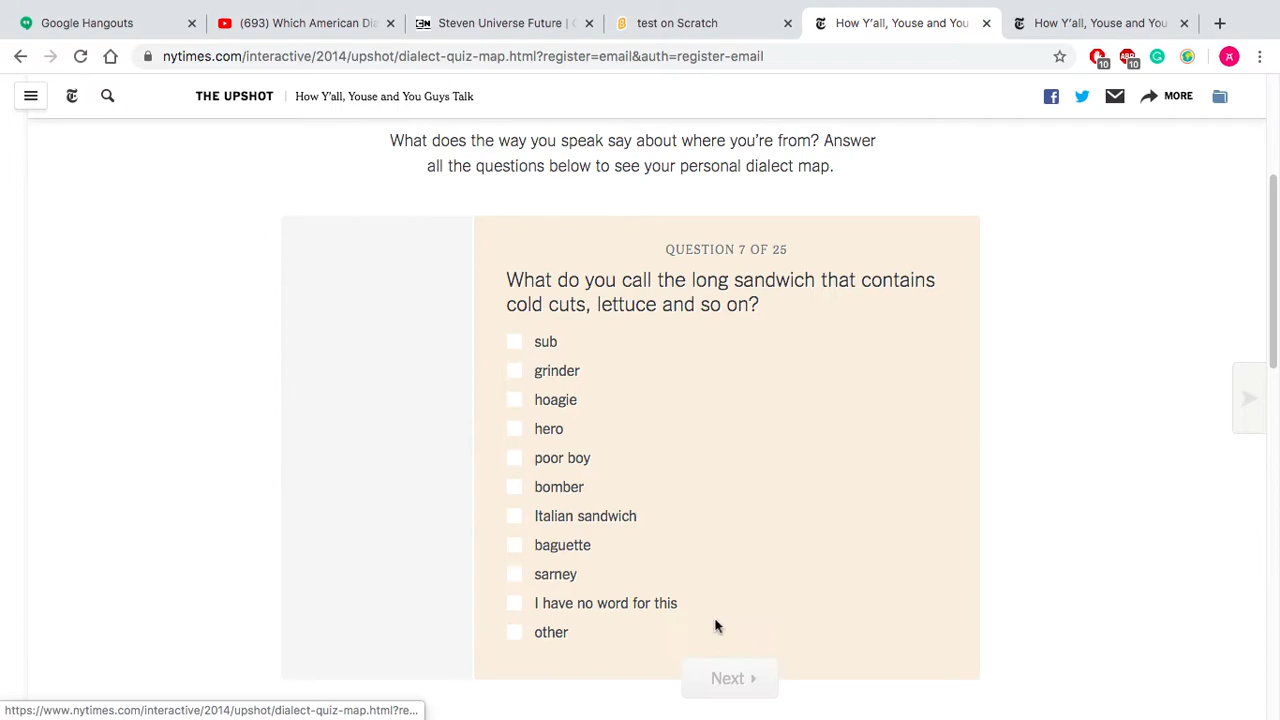 Google Hangouts
(693) Which American Dia
Steven Universe Future | C
test on Scratch
How Y'all, Youse and You
How Y'all, Youse and You
nytimes.com/interactive/2014/upshot/dialect-quiz-map.html?register=email&auth=register-email
10
10
THE UPSHOT | How Y'all, Youse and You Guys Talk
MORE
What does the way you speak say about where you're from? Answer
all the questions below to see your personal dialect map.
QUESTION 7 OF 25
What do you call the long sandwich that contains
cold cuts, lettuce and so on?
sub
grinder
hoagie
hero
poor boy
bomber
Italian sandwich
baguette
sarney
I have no word for this
other
Next
https://www.nytimes.com/interactive/2014/upshot/dialect-quiz-map.html?re...